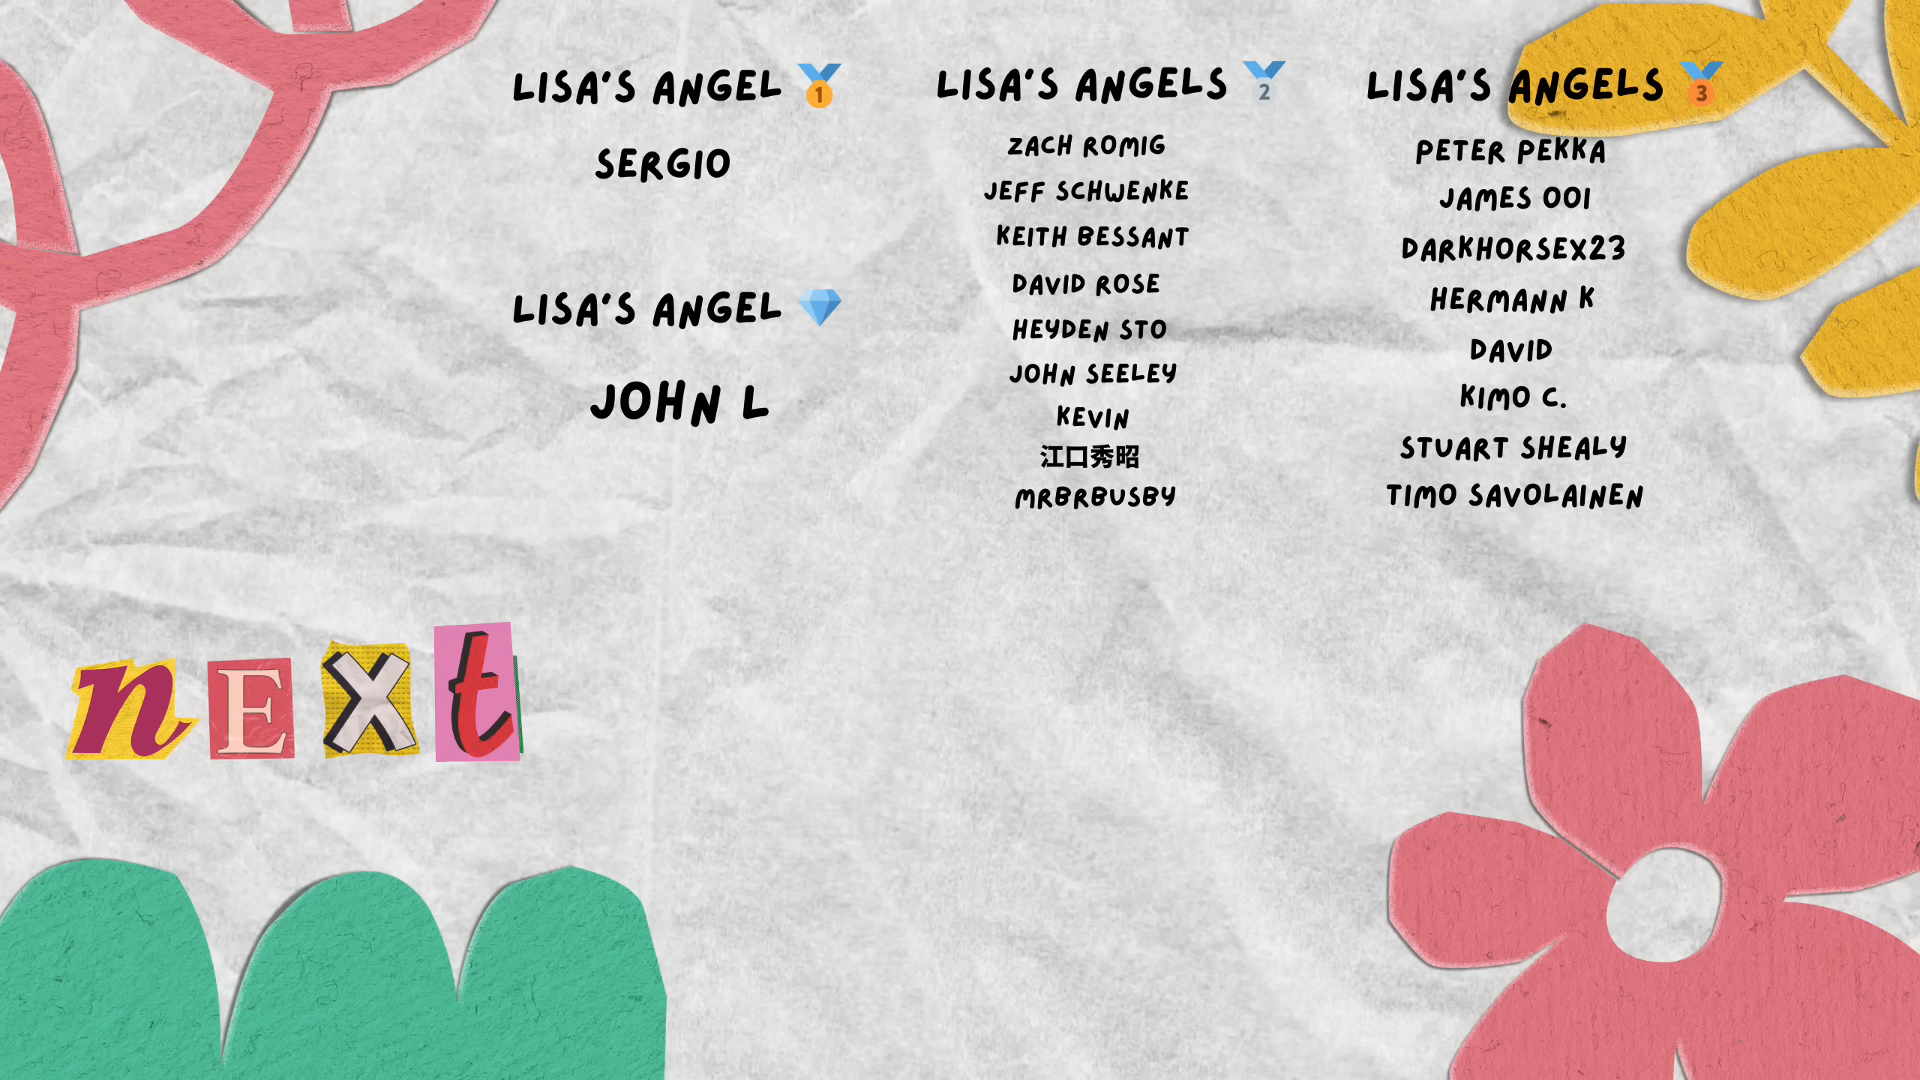 LISA'S ANGEL 🥇
SERGIO
LISA'S ANGEL 💎
JOHN L
LISA'S ANGELS 🥈
ZACH ROMIG
JEFF SCHWENKE
KEITH BESSANT
DAVID ROSE
HEYDEN STO
JOHN SEELEY
KEVIN
江口秀昭
MRBRBUSBY
LISA'S ANGELS 🥉
PETER PEKKA
JAMES OOI
DARKHORSEX23
HERMANN K
DAVID
KIMO C.
STUART SHEALY
TIMO SAVOLAINEN
nExt